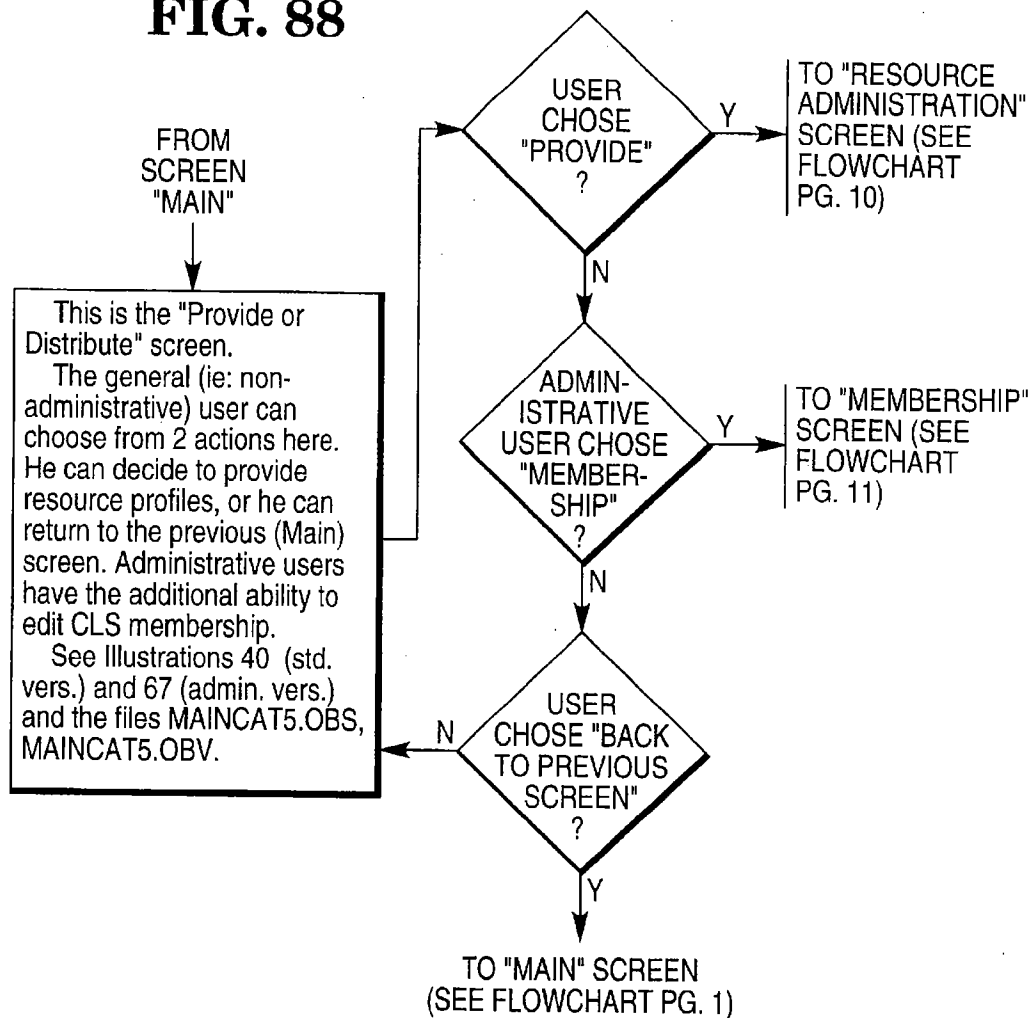 FIG. 88
FROM
SCREEN
"MAIN"
This is the "Provide or
Distribute" screen.
The general (ie: non-
administrative) user can
choose from 2 actions here.
He can decide to provide
resource profiles, or he can
return to the previous (Main)
screen. Administrative users
have the additional ability to
edit CLS membership.
See Illustrations 40 (std.
vers.) and 67 (admin. vers.)
and the files MAINCAT5.OBS,
MAINCAT5.OBV.
USER
CHOSE
"PROVIDE"
?
Y
TO "RESOURCE
ADMINISTRATION"
SCREEN (SEE
FLOWCHART
PG. 10)
N
ADMIN-
ISTRATIVE
USER CHOSE
"MEMBER-
SHIP"
?
Y
TO "MEMBERSHIP"
SCREEN (SEE
FLOWCHART
PG. 11)
N
USER
CHOSE "BACK
TO PREVIOUS
SCREEN"
?
N
Y
TO "MAIN" SCREEN
(SEE FLOWCHART PG. 1)